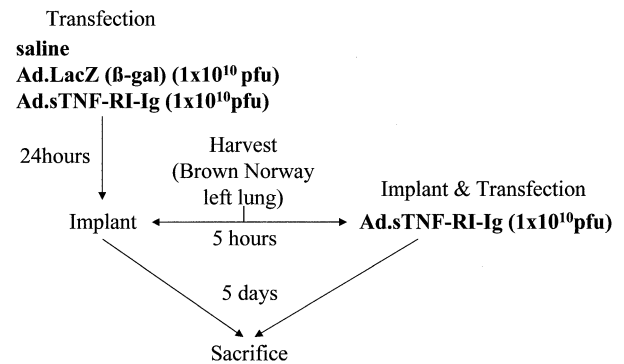 Transfection
saline
Ad.LacZ (ß-gal) (1x10¹⁰ pfu)
Ad.sTNF-RI-Ig (1x10¹⁰pfu)
24hours
Harvest
(Brown Norway
left lung)
Implant & Transfection
Implant
Ad.sTNF-RI-Ig (1x10¹⁰pfu)
5 hours
5 days
Sacrifice